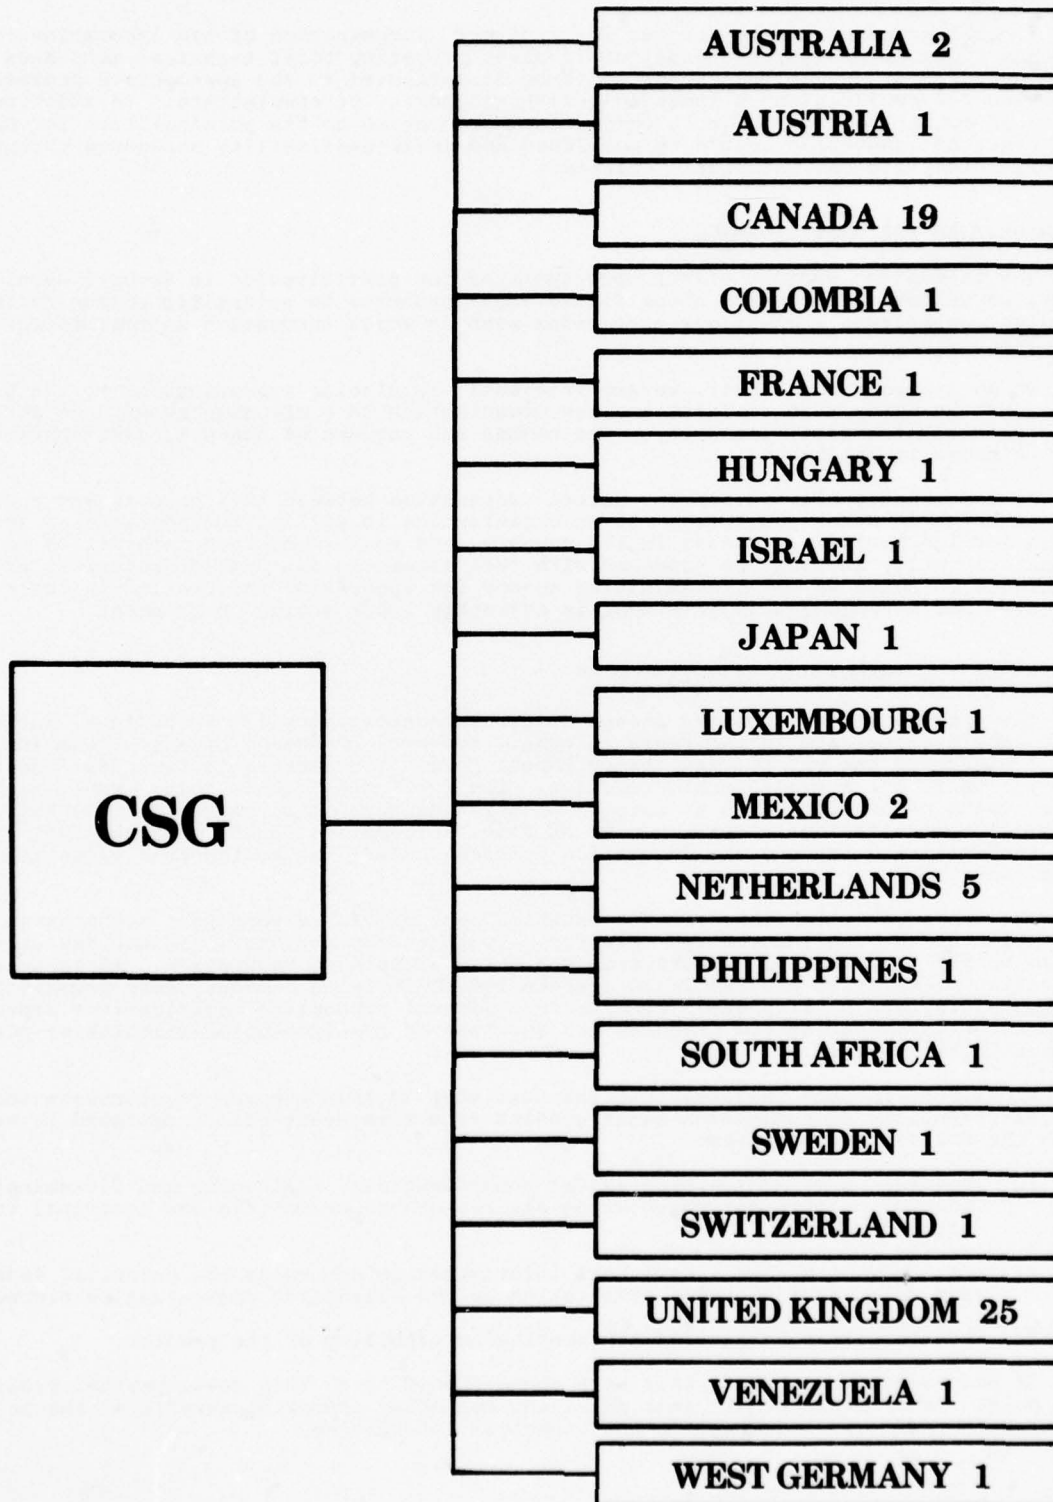 AUSTRALIA 2
AUSTRIA 1
CANADA 19
COLOMBIA 1
FRANCE 1
HUNGARY 1
ISRAEL 1
JAPAN 1
LUXEMBOURG 1
CSG
MEXICO 2
NETHERLANDS 5
PHILIPPINES 1
SOUTH AFRICA 1
SWEDEN 1
SWITZERLAND 1
UNITED KINGDOM 25
VENEZUELA 1
WEST GERMANY 1